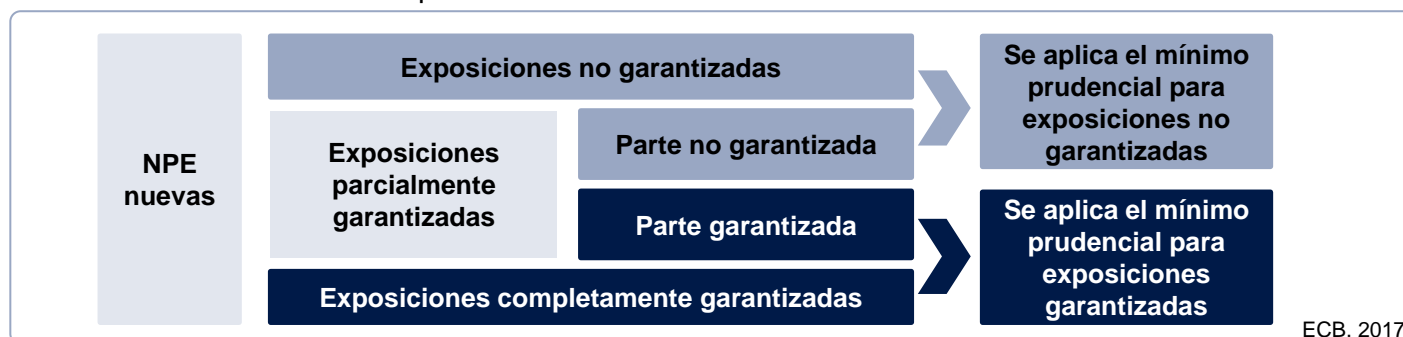 NPE
nuevas
Exposiciones no garantizadas
Exposiciones
parcialmente
garantizadas
Parte no garantizada
Parte garantizada
Exposiciones completamente garantizadas
Se aplica el mínimo
prudencial para
exposiciones no
garantizadas
Se aplica el mínimo
prudencial para
exposiciones
garantizadas
ECB, 2017